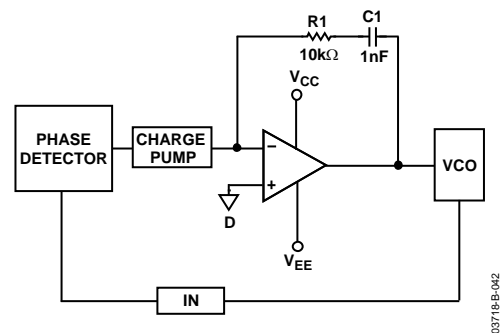 R1
10kΩ
C1
1nF
VCC
PHASE
DETECTOR
CHARGE
PUMP
−
+
D
VEE
VCO
IN
03718-B-042